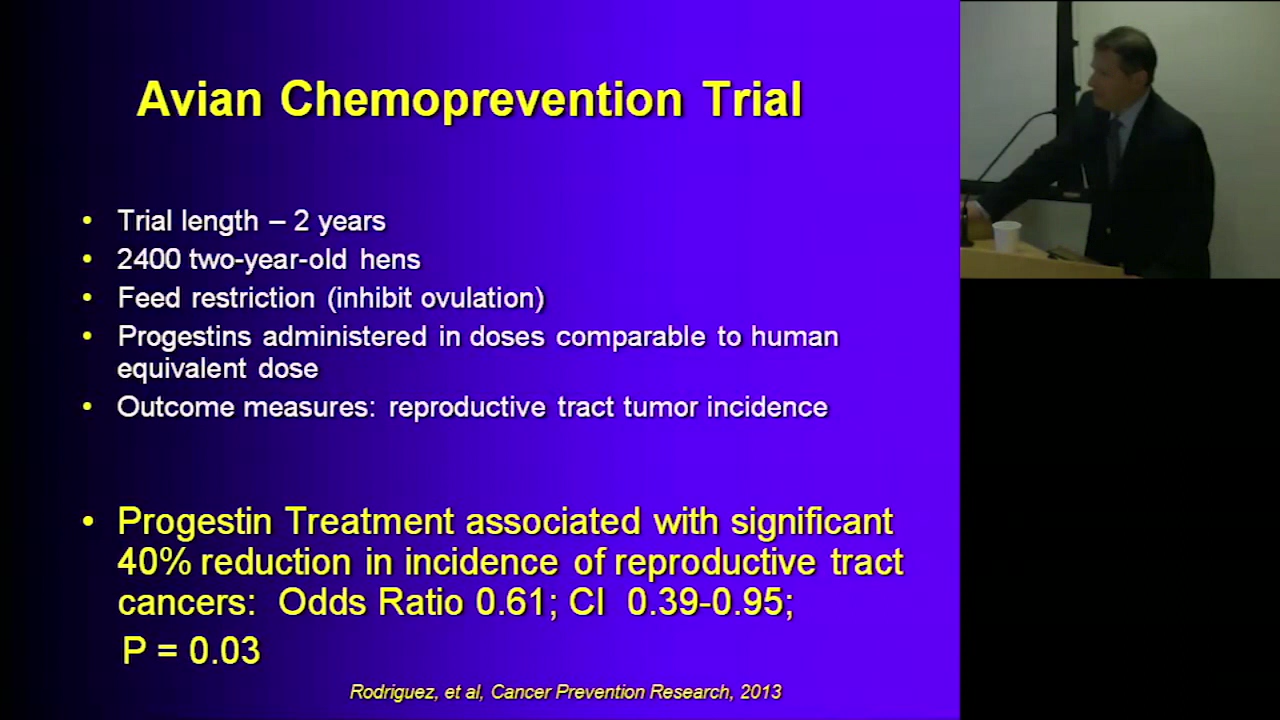 Avian Chemoprevention Trial
• Trial length – 2 years
• 2400 two-year-old hens
• Feed restriction (inhibit ovulation)
• Progestins administered in doses comparable to human
equivalent dose
• Outcome measures: reproductive tract tumor incidence
• Progestin Treatment associated with significant
40% reduction in incidence of reproductive tract
cancers: Odds Ratio 0.61; CI 0.39-0.95;
P = 0.03
Rodriguez, et al, Cancer Prevention Research, 2013